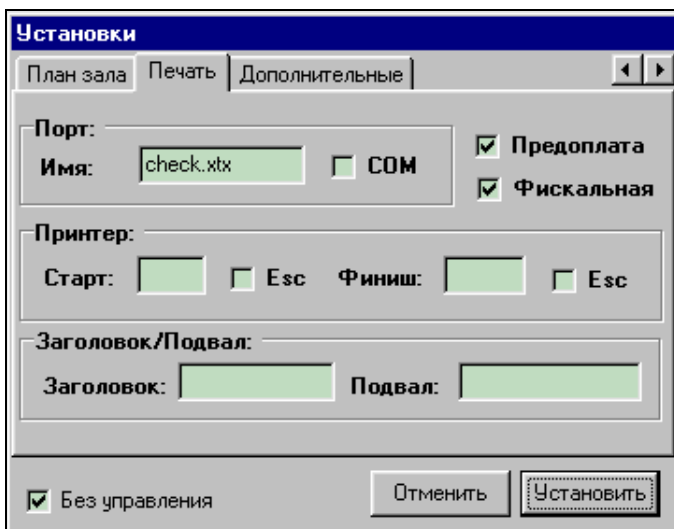 Установки
План зала Печать Дополнительные
Порт:
Имя: check.xtx COM
Предоплата
Фискальная
Принтер:
Старт: Esc Финиш: Esc
Заголовок/Подвал:
Заголовок: Подвал:
Без управления Отменить Установить